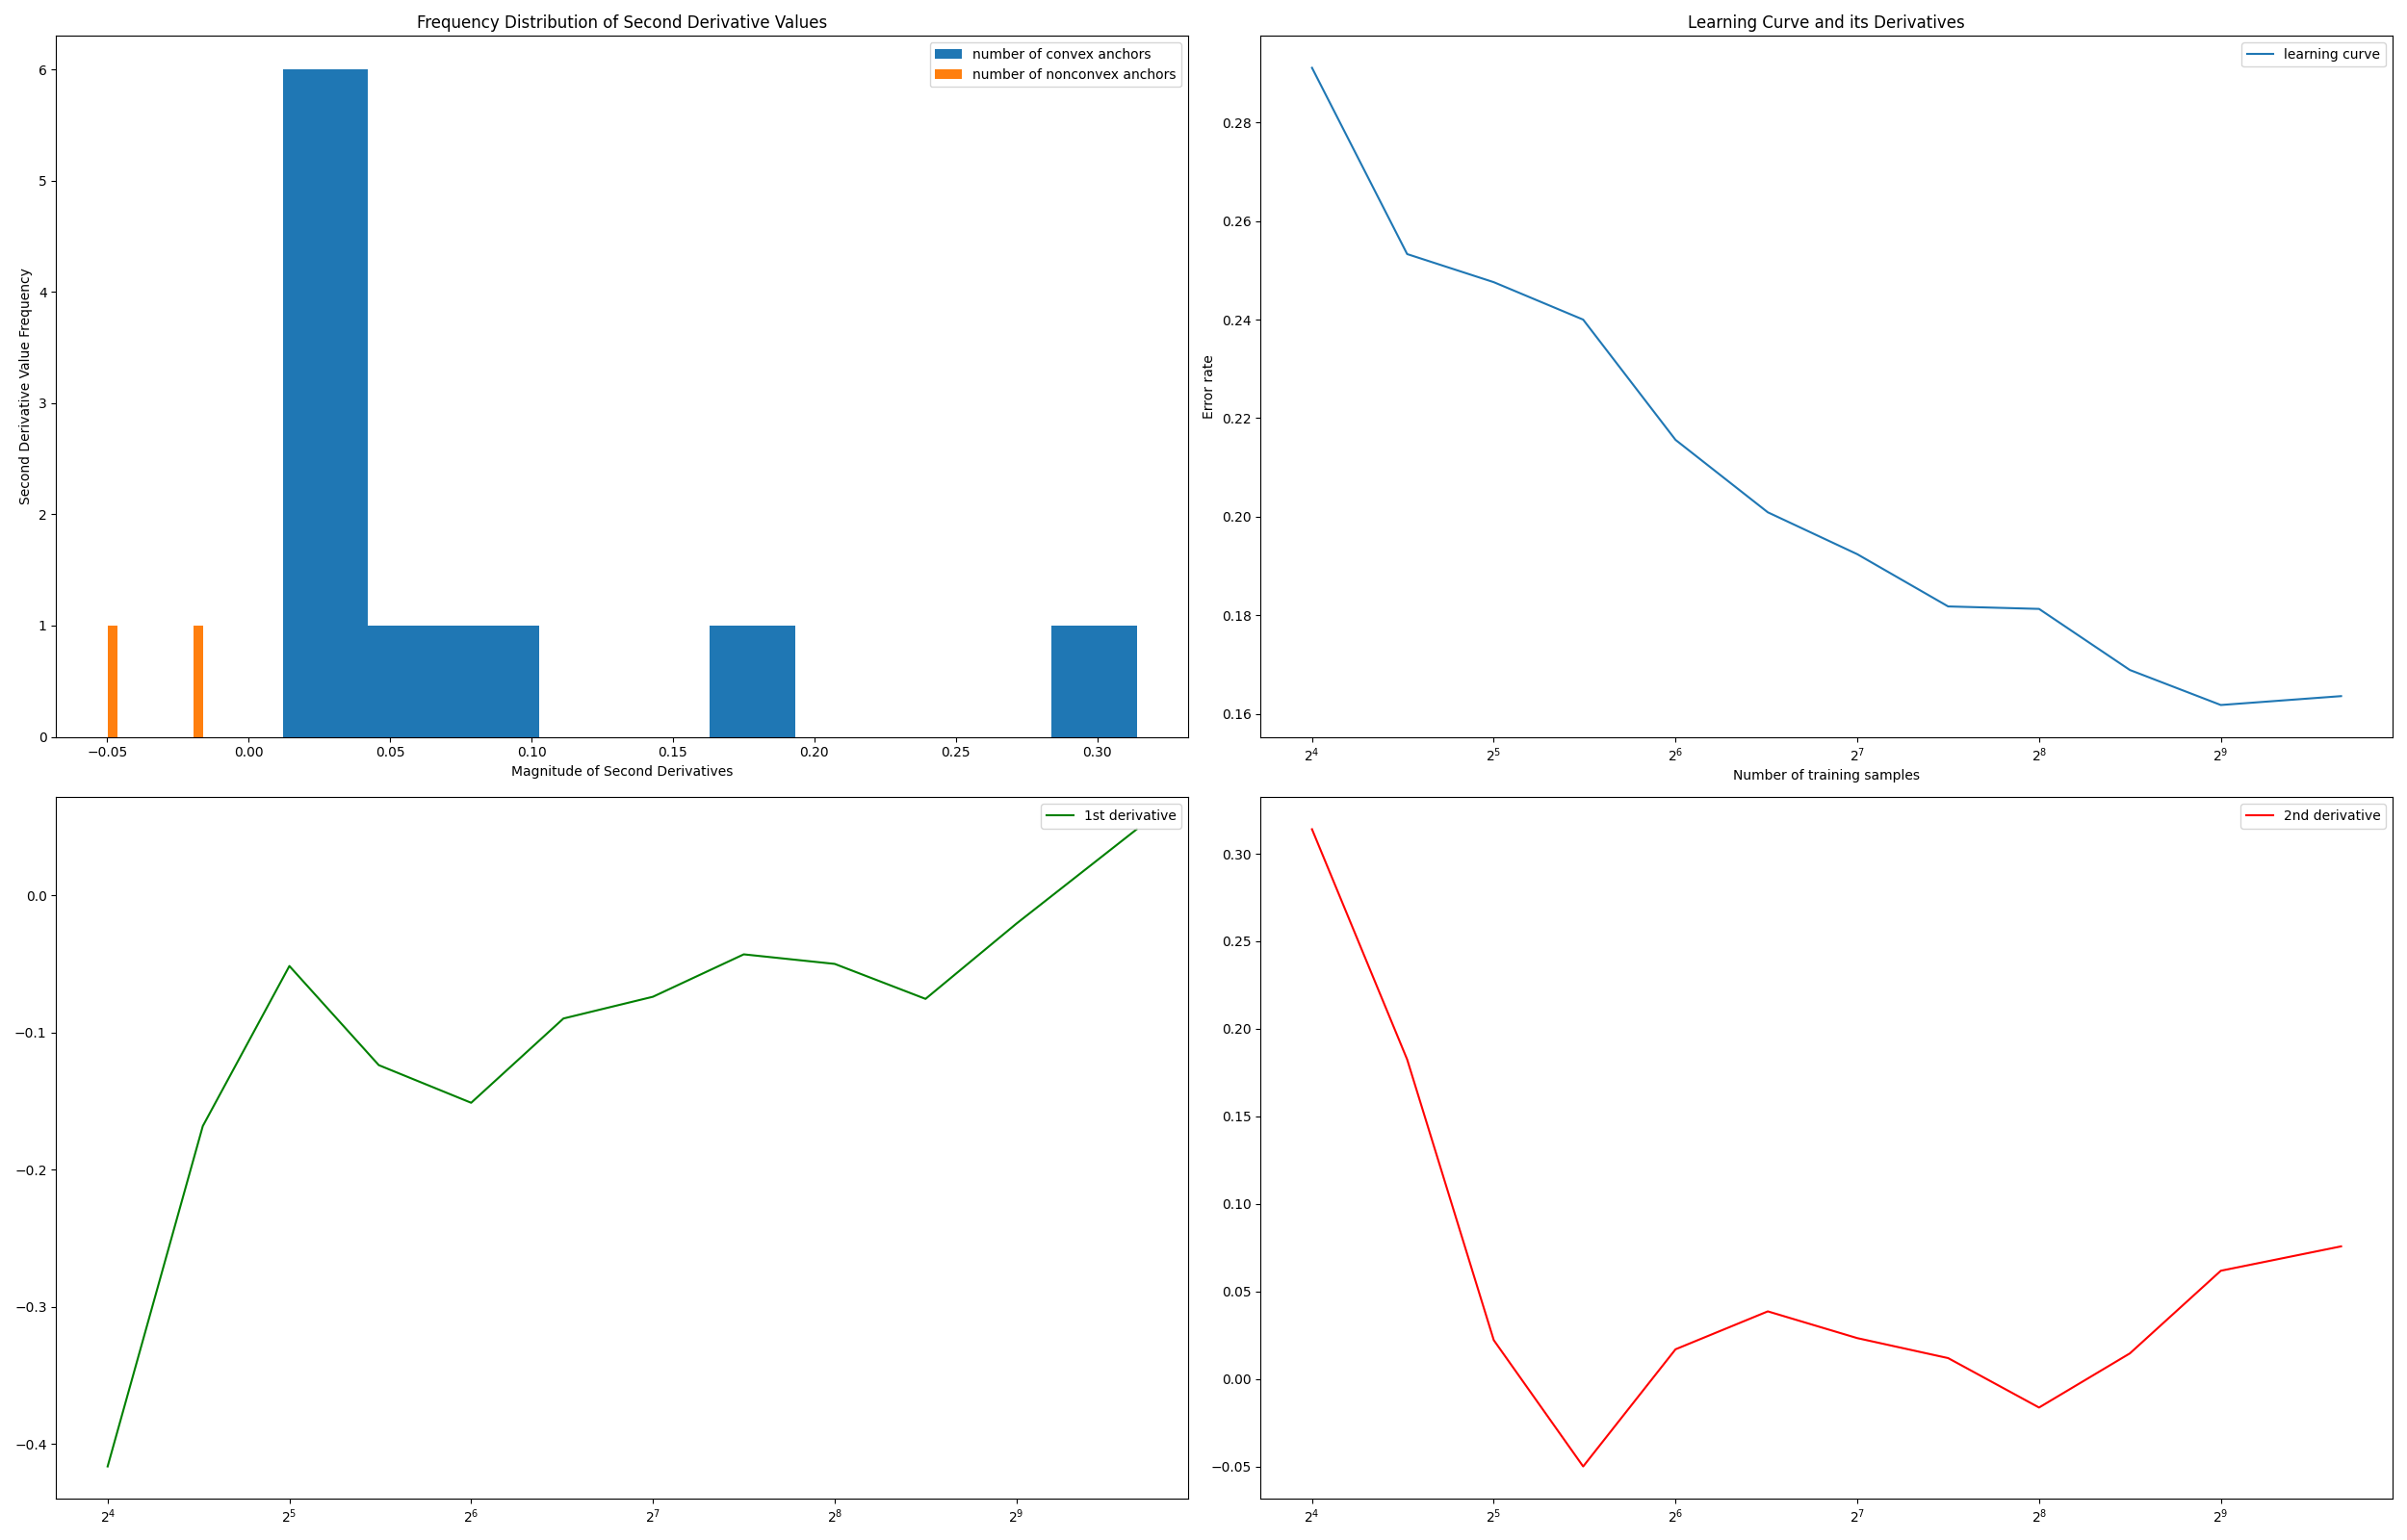 Frequency Distribution of Second Derivative Values
number of convex anchors
number of nonconvex anchors
Second Derivative Value Frequency
6
5
4
3
2
1
0
−0.05 0.00 0.05 0.10 0.15 0.20 0.25 0.30
Magnitude of Second Derivatives
Learning Curve and its Derivatives
learning curve
Error rate
0.28
0.26
0.24
0.22
0.20
0.18
0.16
2⁴ 2⁵ 2⁶ 2⁷ 2⁸ 2⁹
Number of training samples
1st derivative
0.0
−0.1
−0.2
−0.3
−0.4
2⁴ 2⁵ 2⁶ 2⁷ 2⁸ 2⁹
2nd derivative
0.30
0.25
0.20
0.15
0.10
0.05
0.00
−0.05
2⁴ 2⁵ 2⁶ 2⁷ 2⁸ 2⁹